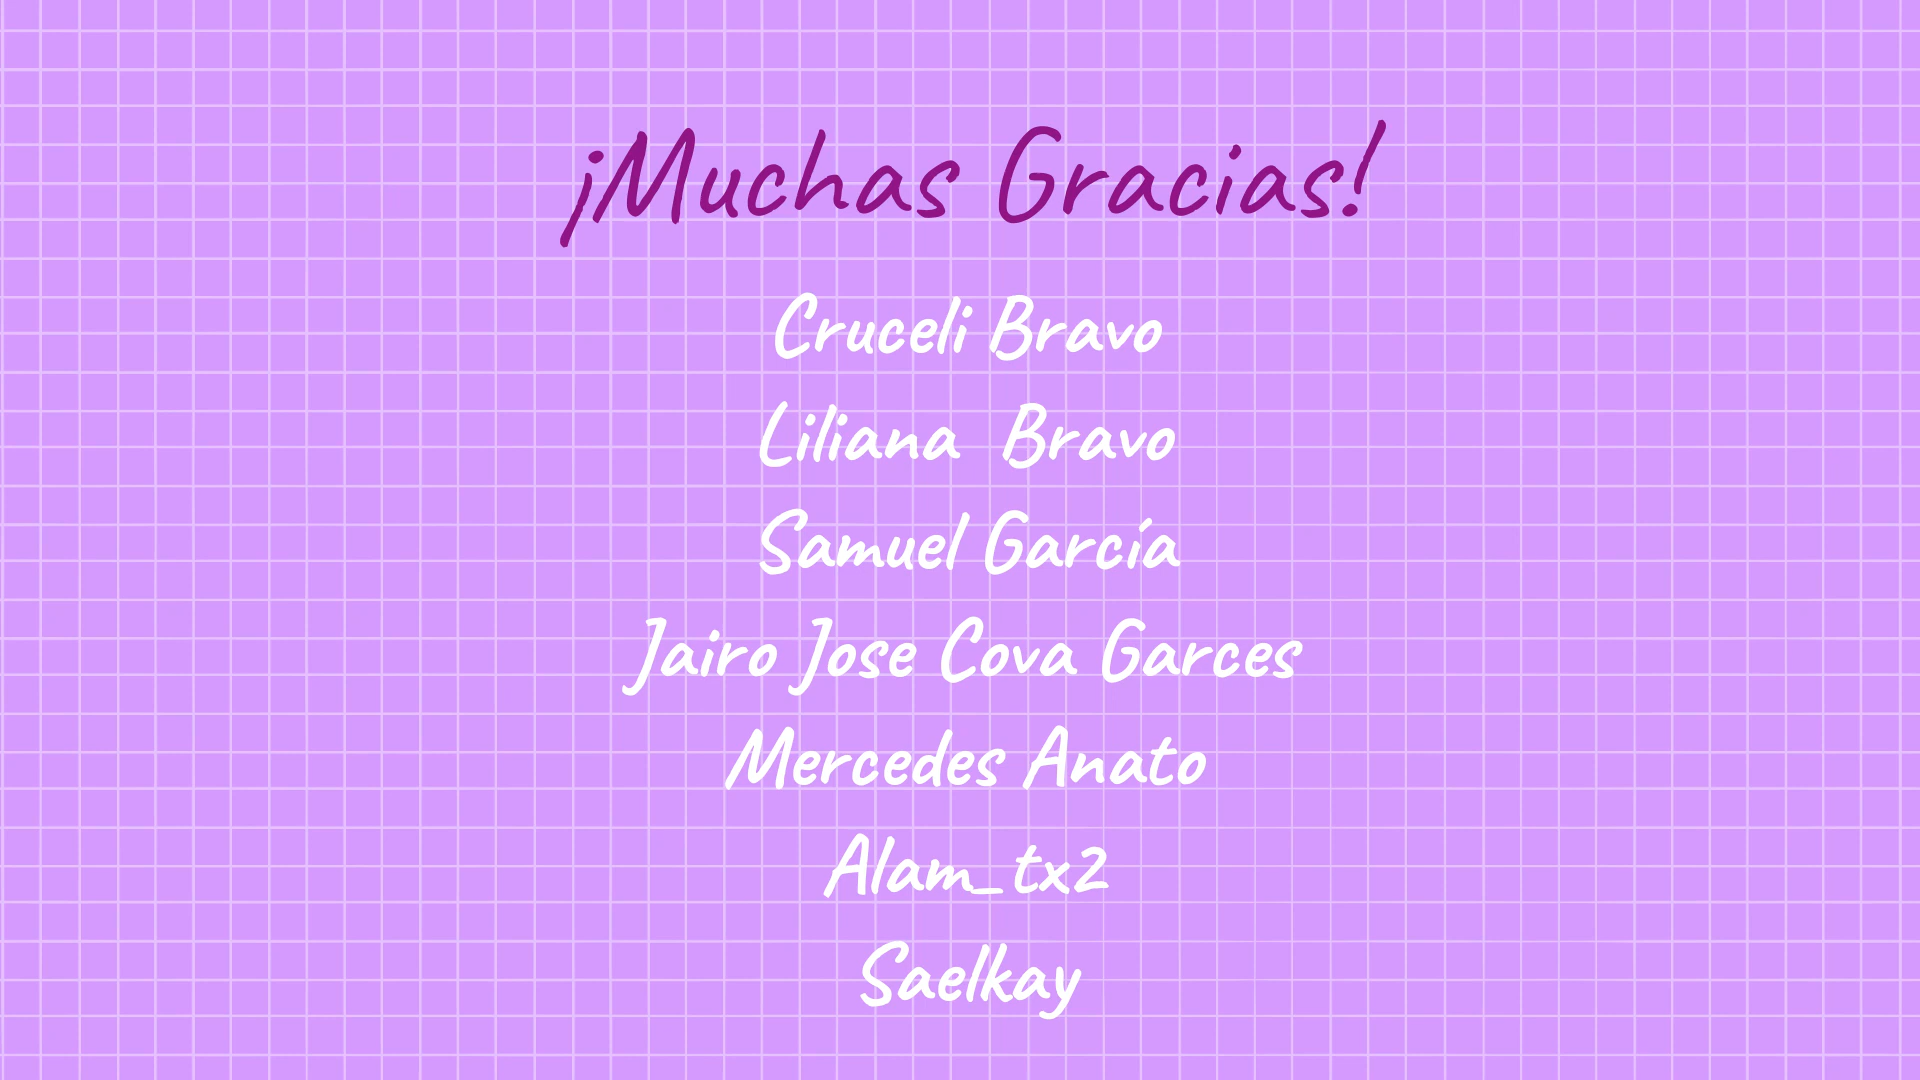 ¡Muchas Gracias!
Cruceli Bravo
Liliana  Bravo
Samuel García
Jairo Jose Cova Garces
Mercedes Anato
Alam_tx2
Saelkay